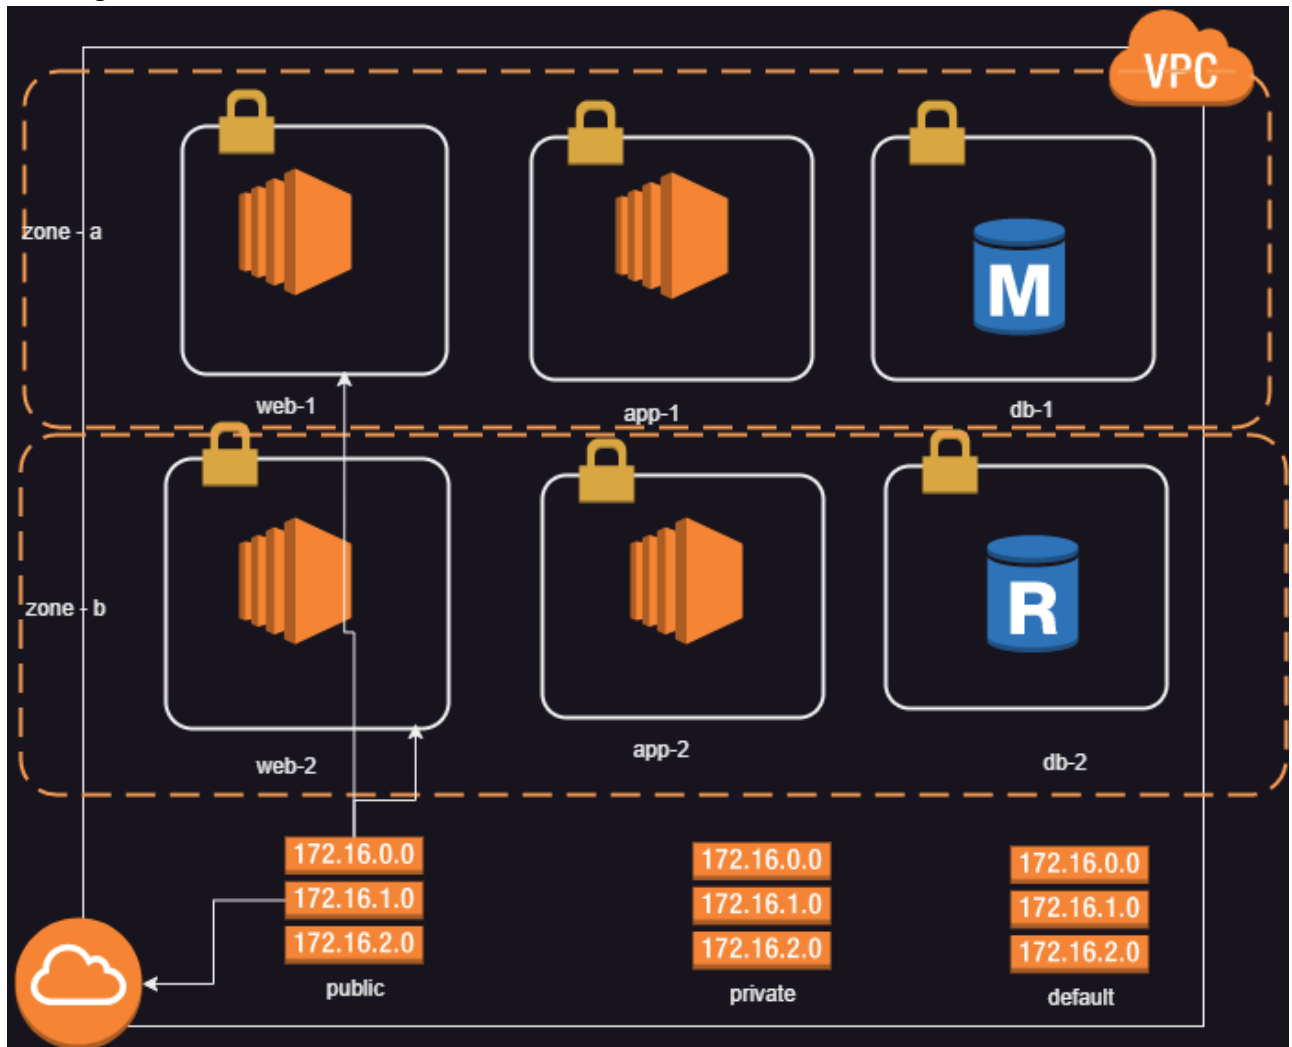 VPC
zone - a
M
web-1
app-1
db-1
zone - b
R
web-2
app-2
db-2
172.16.0.0
172.16.1.0
172.16.2.0
public
172.16.0.0
172.16.1.0
172.16.2.0
private
172.16.0.0
172.16.1.0
172.16.2.0
default